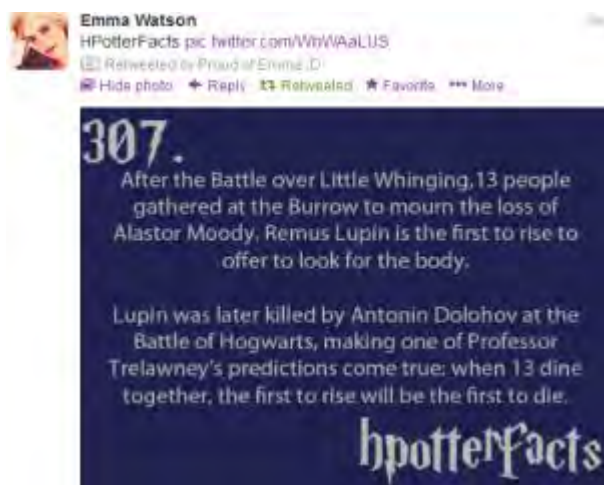 Emma Watson
HPotterFacts pic.twitter.com/WhWAaLUS
Retweeted by Proud of Emma :D
Hide photo Reply Retweeted Favorite ••• More
307.
After the Battle over Little Whinging,13 people
gathered at the Burrow to mourn the loss of
Alastor Moody. Remus Lupin is the first to rise to
offer to look for the body.
Lupin was later killed by Antonin Dolohov at the
Battle of Hogwarts, making one of Professor
Trelawney's predictions come true: when 13 dine
together, the first to rise will be the first to die.
hpotterfacts